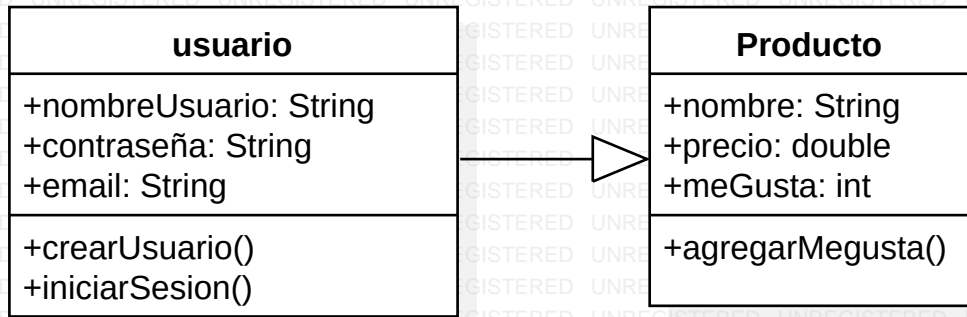 usuario
+nombreUsuario: String
+contraseña: String
+email: String
+crearUsuario()
+iniciarSesion()
Producto
+nombre: String
+precio: double
+meGusta: int
+agregarMegusta()